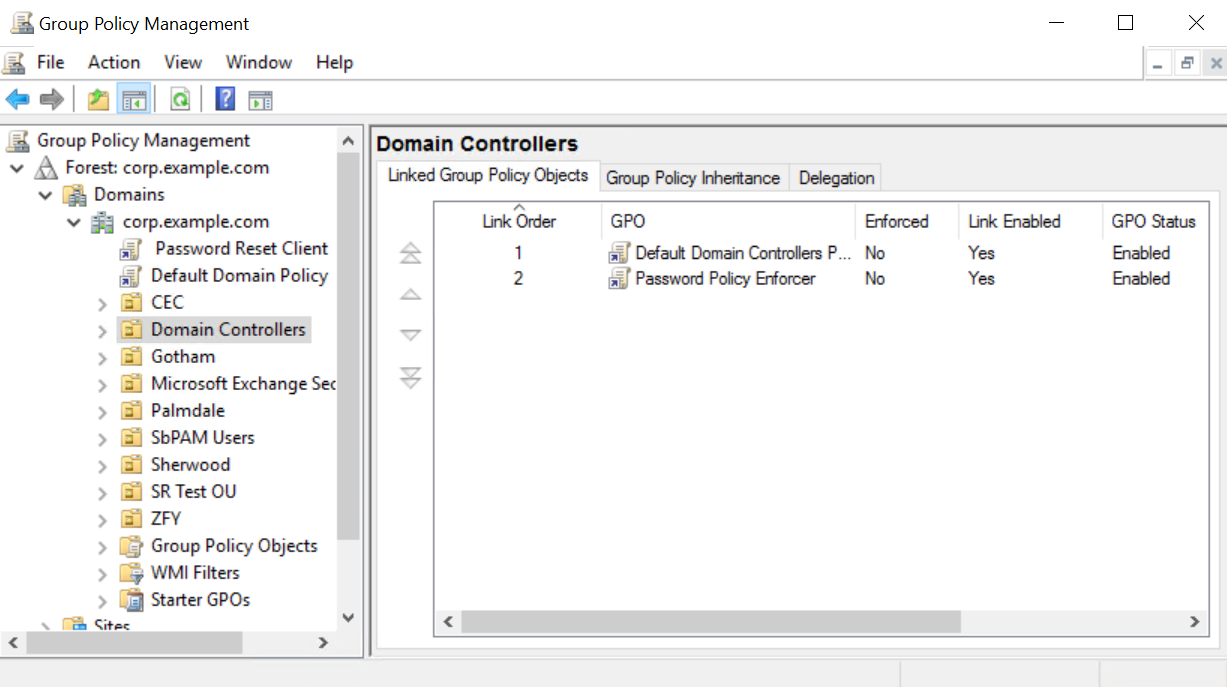 Group Policy Management
File Action View Window Help
Group Policy Management
Forest: corp.example.com
Domains
corp.example.com
Password Reset Client
Default Domain Policy
CEC
Domain Controllers
Gotham
Microsoft Exchange Sec
Palmdale
SbPAM Users
Sherwood
SR Test OU
ZFY
Group Policy Objects
WMI Filters
Starter GPOs
Sites
Domain Controllers
Linked Group Policy Objects Group Policy Inheritance Delegation
Link Order GPO Enforced Link Enabled GPO Status
1 Default Domain Controllers P... No Yes Enabled
2 Password Policy Enforcer No Yes Enabled